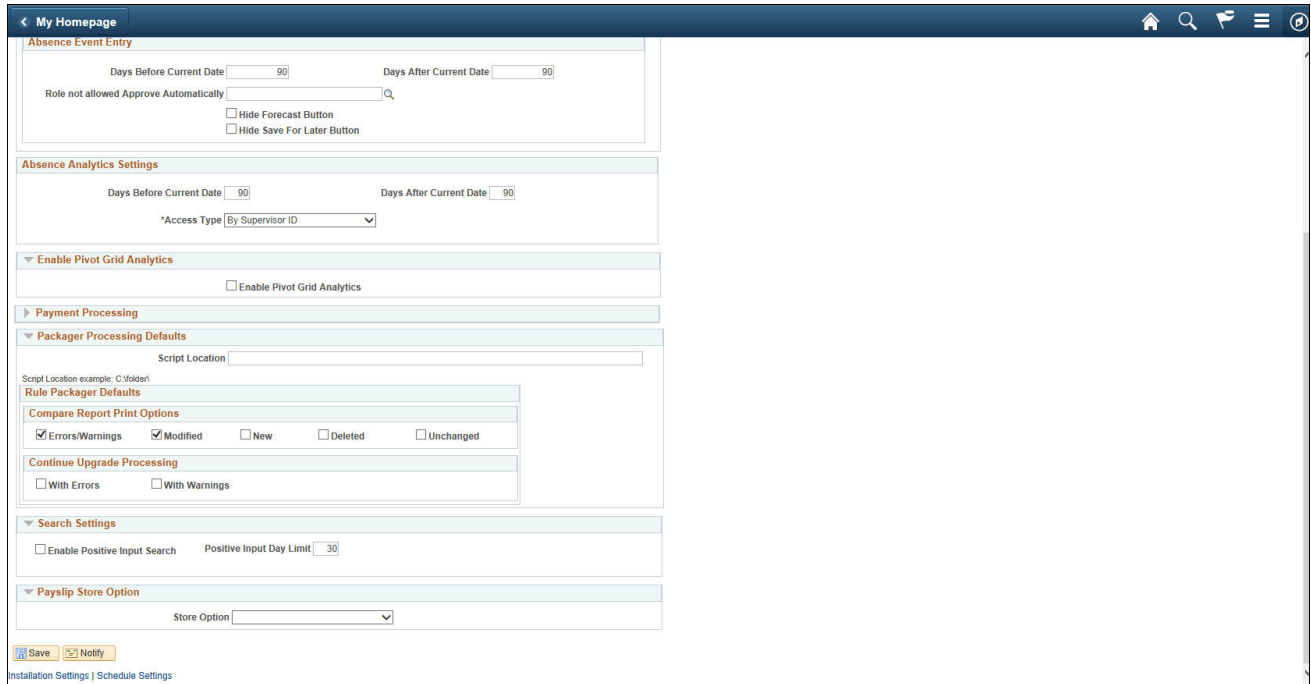 My Homepage
Absence Event Entry
Days Before Current Date 90 Days After Current Date 90
Role not allowed Approve Automatically
Hide Forecast Button
Hide Save For Later Button
Absence Analytics Settings
Days Before Current Date 90 Days After Current Date 90
*Access Type By Supervisor ID
Enable Pivot Grid Analytics
Enable Pivot Grid Analytics
Payment Processing
Packager Processing Defaults
Script Location
Script Location example: C:\folder\
Rule Packager Defaults
Compare Report Print Options
Errors/Warnings Modified New Deleted Unchanged
Continue Upgrade Processing
With Errors With Warnings
Search Settings
Enable Positive Input Search Positive Input Day Limit 30
Payslip Store Option
Store Option
Save Notify
Installation Settings | Schedule Settings